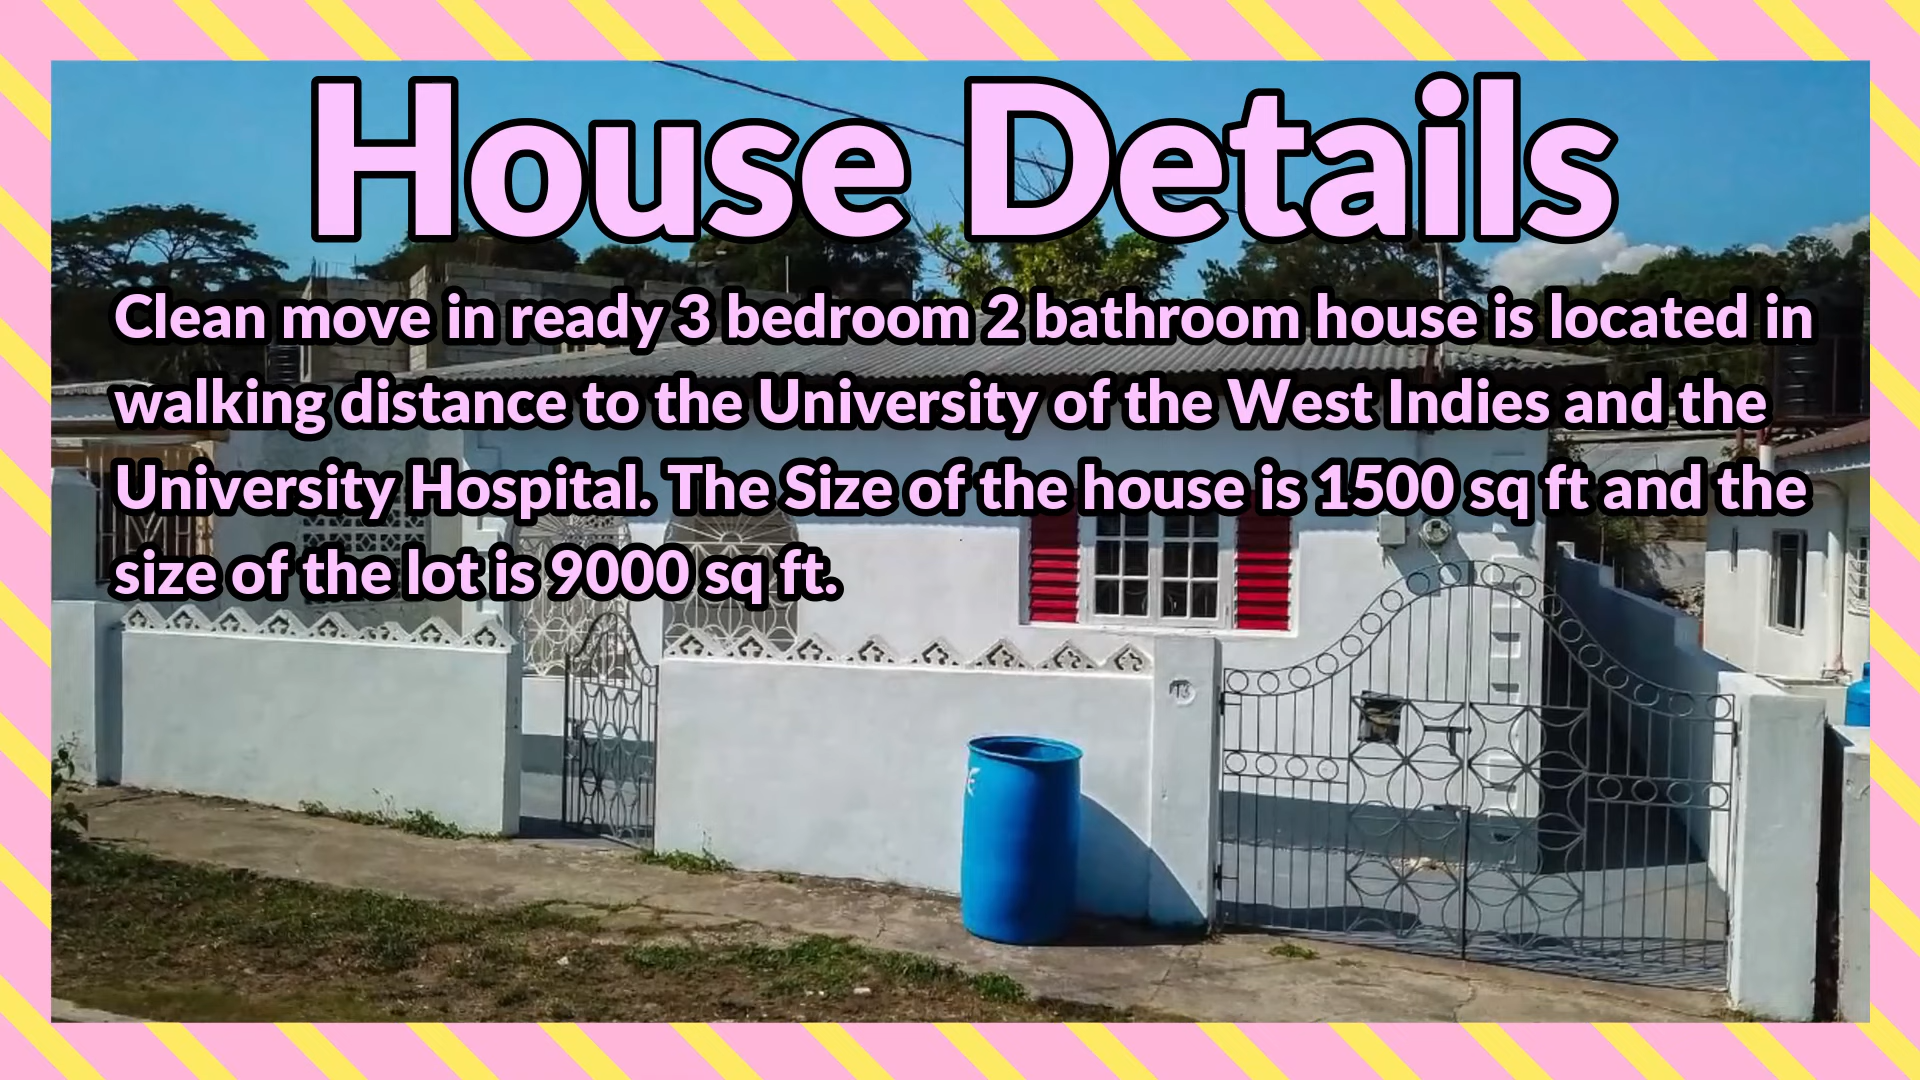 House Details
Clean move in ready 3 bedroom 2 bathroom house is located in
walking distance to the University of the West Indies and the
University Hospital. The Size of the house is 1500 sq ft and the
size of the lot is 9000 sq ft.